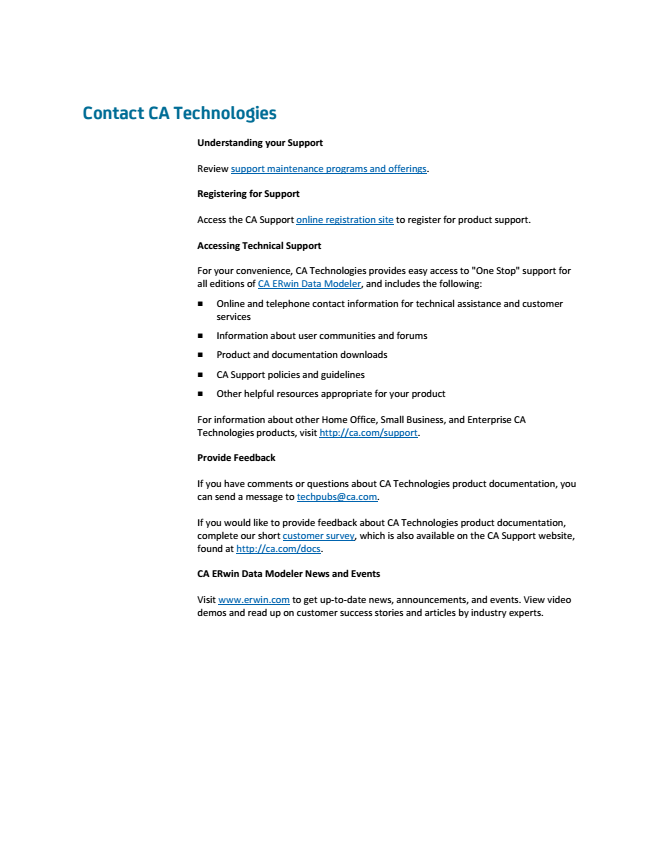 Contact CA Technologies
Understanding your Support
Review support maintenance programs and offerings.
Registering for Support
Access the CA Support online registration site to register for product support.
Accessing Technical Support
For your convenience, CA Technologies provides easy access to "One Stop" support for
all editions of CA ERwin Data Modeler, and includes the following:
■ Online and telephone contact information for technical assistance and customer
services
■ Information about user communities and forums
■ Product and documentation downloads
■ CA Support policies and guidelines
■ Other helpful resources appropriate for your product
For information about other Home Office, Small Business, and Enterprise CA
Technologies products, visit http://ca.com/support.
Provide Feedback
If you have comments or questions about CA Technologies product documentation, you
can send a message to techpubs@ca.com.
If you would like to provide feedback about CA Technologies product documentation,
complete our short customer survey, which is also available on the CA Support website,
found at http://ca.com/docs.
CA ERwin Data Modeler News and Events
Visit www.erwin.com to get up-to-date news, announcements, and events. View video
demos and read up on customer success stories and articles by industry experts.